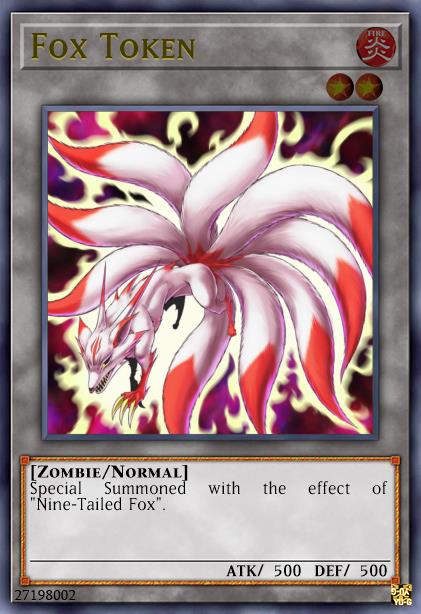 FOX TOKEN
FIRE
炎
[ZOMBIE/NORMAL]
Special Summoned with the effect of
"Nine-Tailed Fox".
ATK/ 500 DEF/ 500
27198002